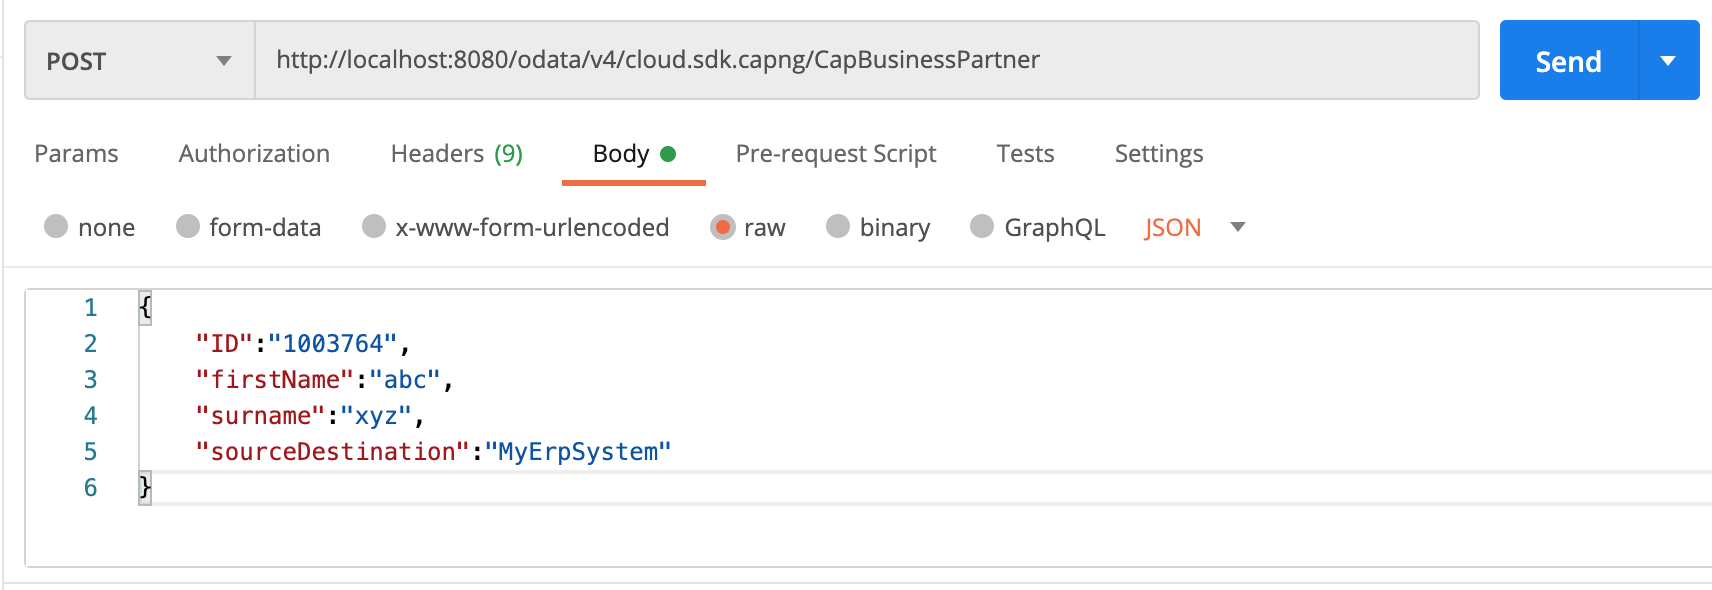 POST http://localhost:8080/odata/v4/cloud.sdk.capng/CapBusinessPartner Send
Params Authorization Headers (9) Body Pre-request Script Tests Settings
none form-data x-www-form-urlencoded raw binary GraphQL JSON
1 {
2 "ID":"1003764",
3 "firstName":"abc",
4 "surname":"xyz",
5 "sourceDestination":"MyErpSystem"
6 }